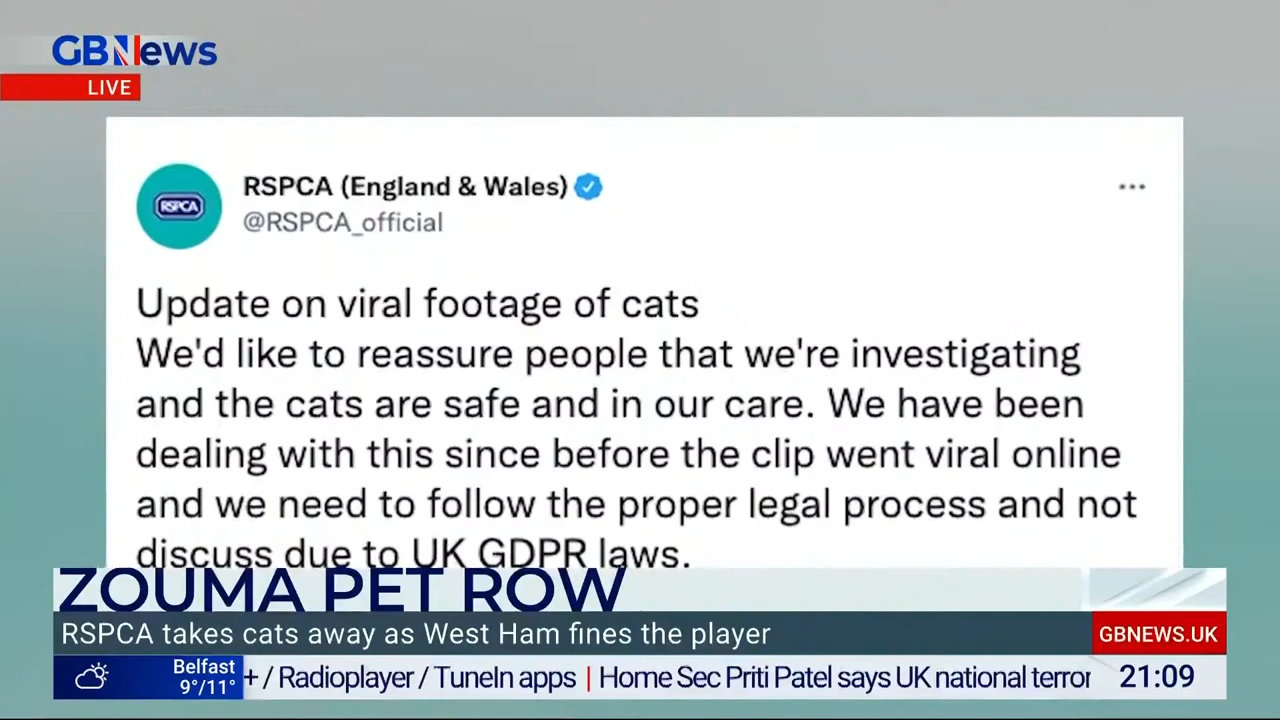 GBNews
LIVE
RSPCA
RSPCA (England & Wales)
@RSPCA_official
Update on viral footage of cats
We'd like to reassure people that we're investigating
and the cats are safe and in our care. We have been
dealing with this since before the clip went viral online
and we need to follow the proper legal process and not
discuss due to UK GDPR laws.
ZOUMA PET ROW
RSPCA takes cats away as West Ham fines the player
GBNEWS.UK
Belfast
9°/11°
+ / Radioplayer / TuneIn apps | Home Sec Priti Patel says UK national terror
21:09